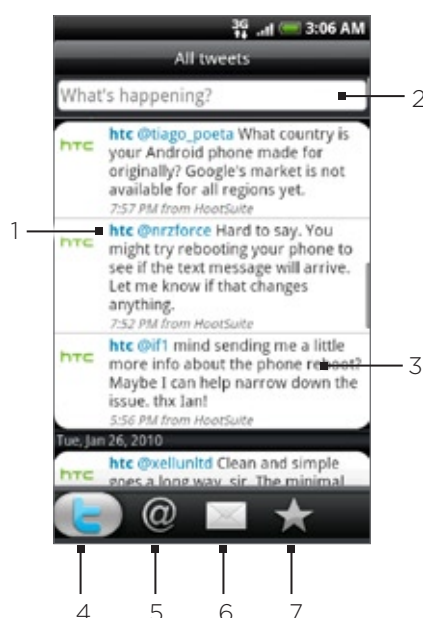 3G 3:06 AM
All tweets
What's happening?
2
htc @tiago_poeta What country is
your Android phone made for
originally? Google's market is not
available for all regions yet.
7:57 PM from HootSuite
hTC
1
htc @nrzforce Hard to say. You
might try rebooting your phone to
see if the text message will arrive.
Let me know if that changes
anything.
7:52 PM from HootSuite
hTC
htc @if1 mind sending me a little
more info about the phone reboot?
Maybe I can help narrow down the
issue. thx Ian!
5:56 PM from HootSuite
hTC
3
Tue, Jan 26, 2010
htc @xellunltd Clean and simple
goes a long way, sir. The minimal
hTC
t @
4 5 6 7